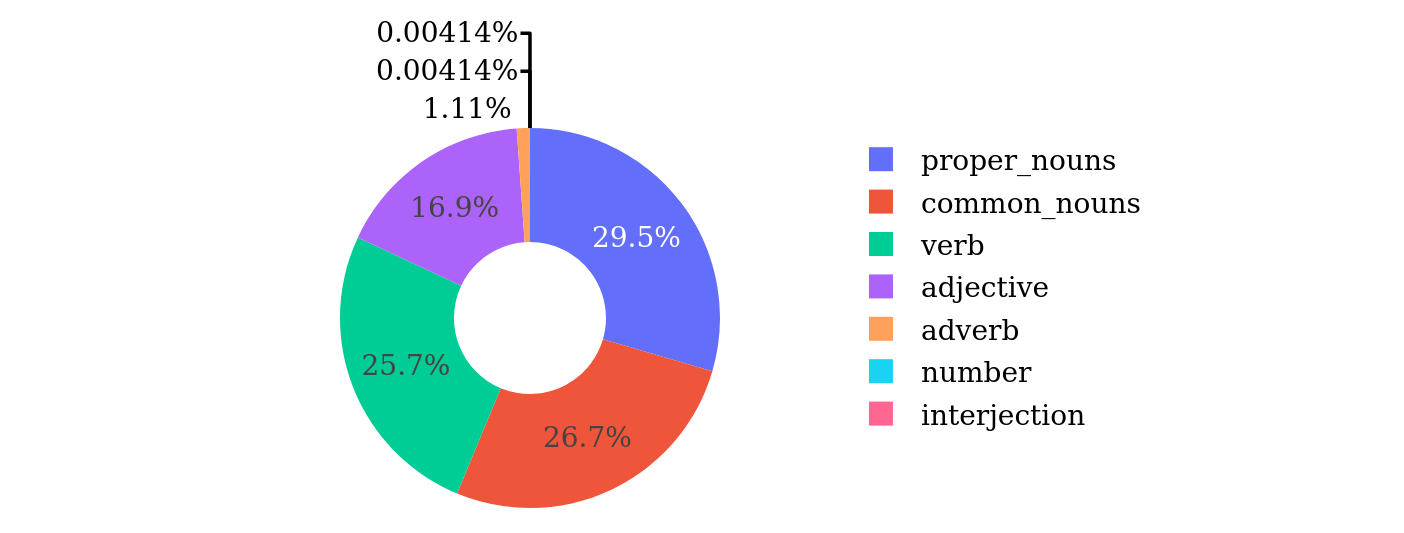 0.00414%
0.00414%
1.11%
16.9%
29.5%
25.7%
26.7%
proper_nouns
common_nouns
verb
adjective
adverb
number
interjection